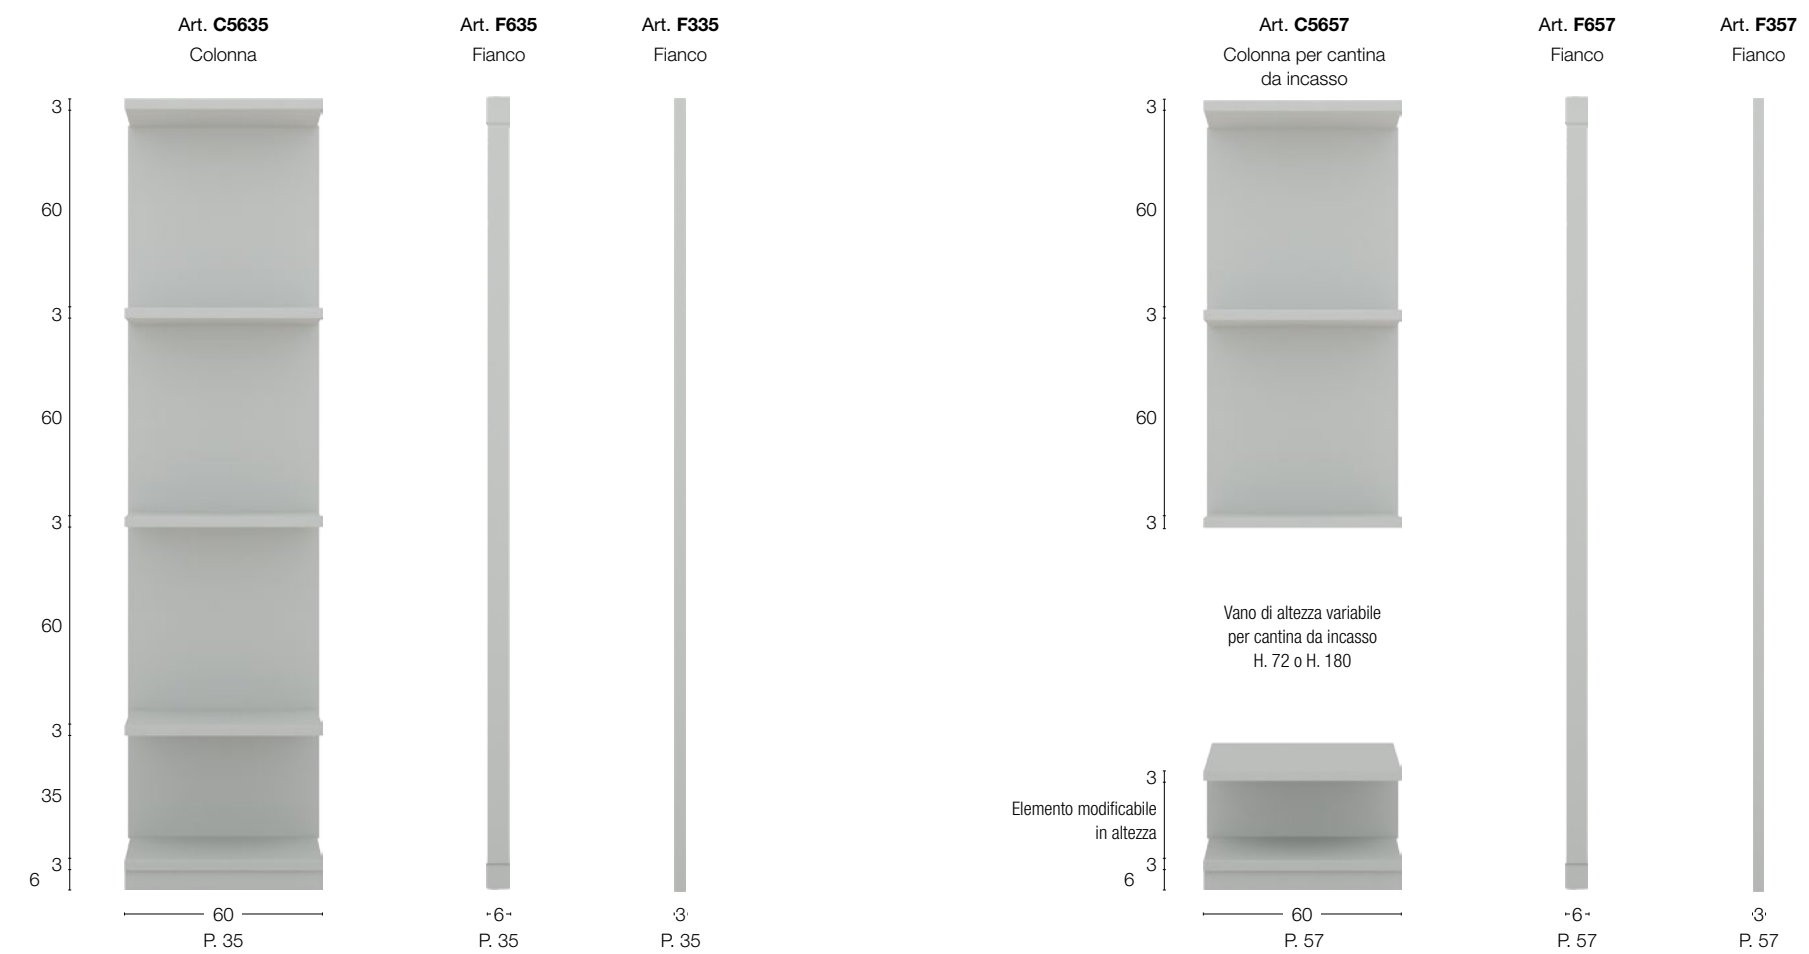 Art. C5635
Colonna
Art. F635
Fianco
Art. F335
Fianco
3
60
3
60
3
60
3
35
3
6
60
P. 35
6
P. 35
3
P. 35
Art. C5657
Colonna per cantina
da incasso
Art. F657
Fianco
Art. F357
Fianco
3
60
3
60
3
Vano di altezza variabile
per cantina da incasso
H. 72 o H. 180
3
Elemento modificabile
in altezza
3
6
60
P. 57
6
P. 57
3
P. 57